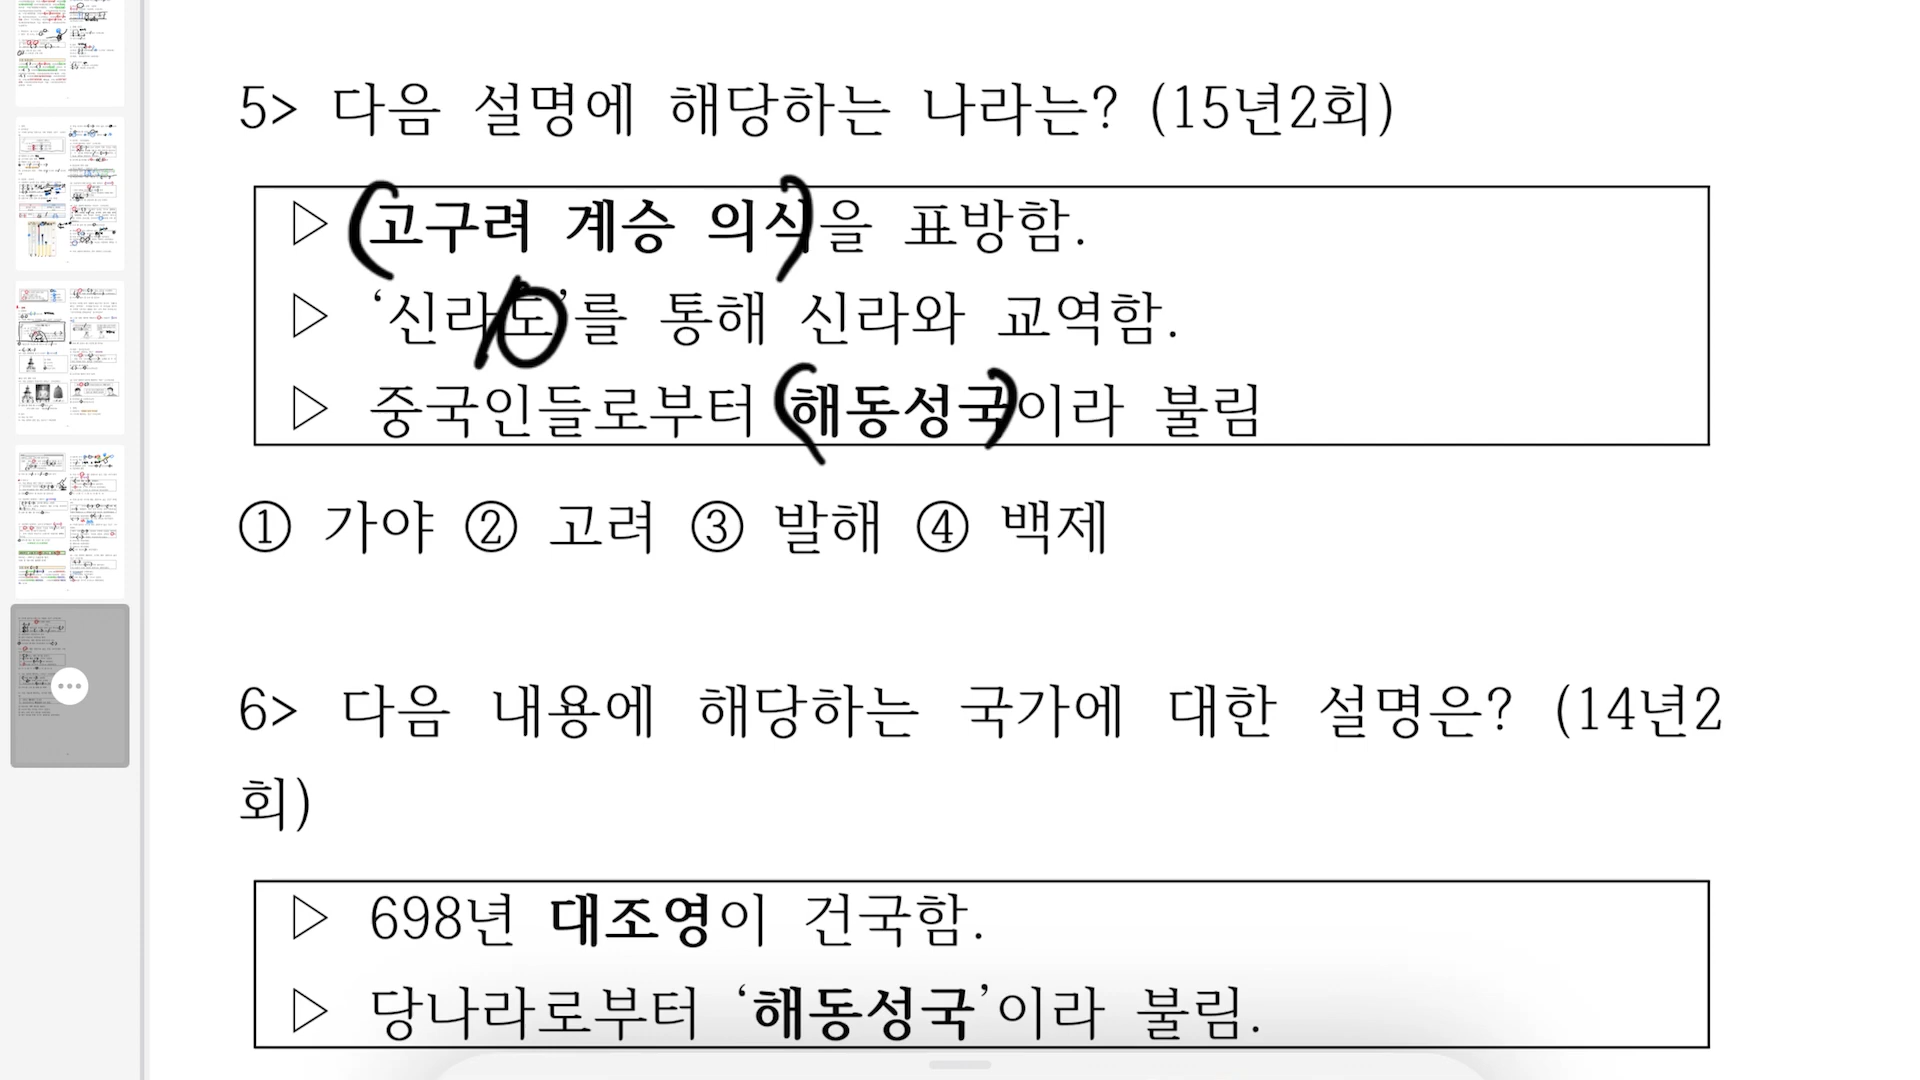 5> 다음 설명에 해당하는 나라는? (15년2회)
▷ 고구려 계승 의식을 표방함.
▷ ‘신라도’를 통해 신라와 교역함.
▷ 중국인들로부터 해동성국이라 불림
① 가야 ② 고려 ③ 발해 ④ 백제
6> 다음 내용에 해당하는 국가에 대한 설명은? (14년2
회)
▷ 698년 대조영이 건국함.
▷ 당나라로부터 ‘해동성국’이라 불림.